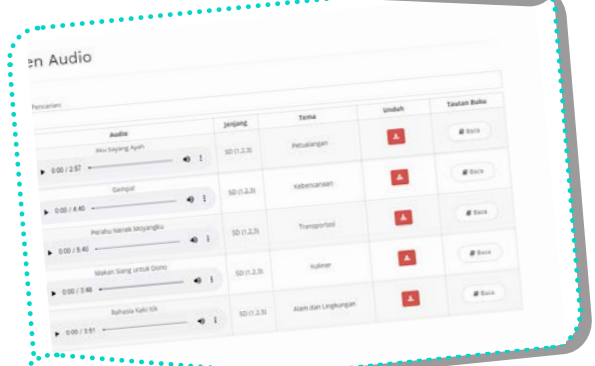 en Audio
Pencarian:
Audio Jenjang Tema Unduh Tautan Buku
Aku Sayang Ayah
0:00 / 2:57 SD (1,2,3) Petualangan Baca
Gempa!
0:00 / 4:40 SD (1,2,3) Kebencanaan Baca
Perahu Nenek Moyangku
0:00 / 9:40 SD (1,2,3) Transportasi Baca
Makan Siang untuk Dono
0:00 / 3:48 SD (1,2,3) Kuliner Baca
Rahasia Kaki Itik
0:00 / 3:51 SD (1,2,3) Alam dan Lingkungan Baca